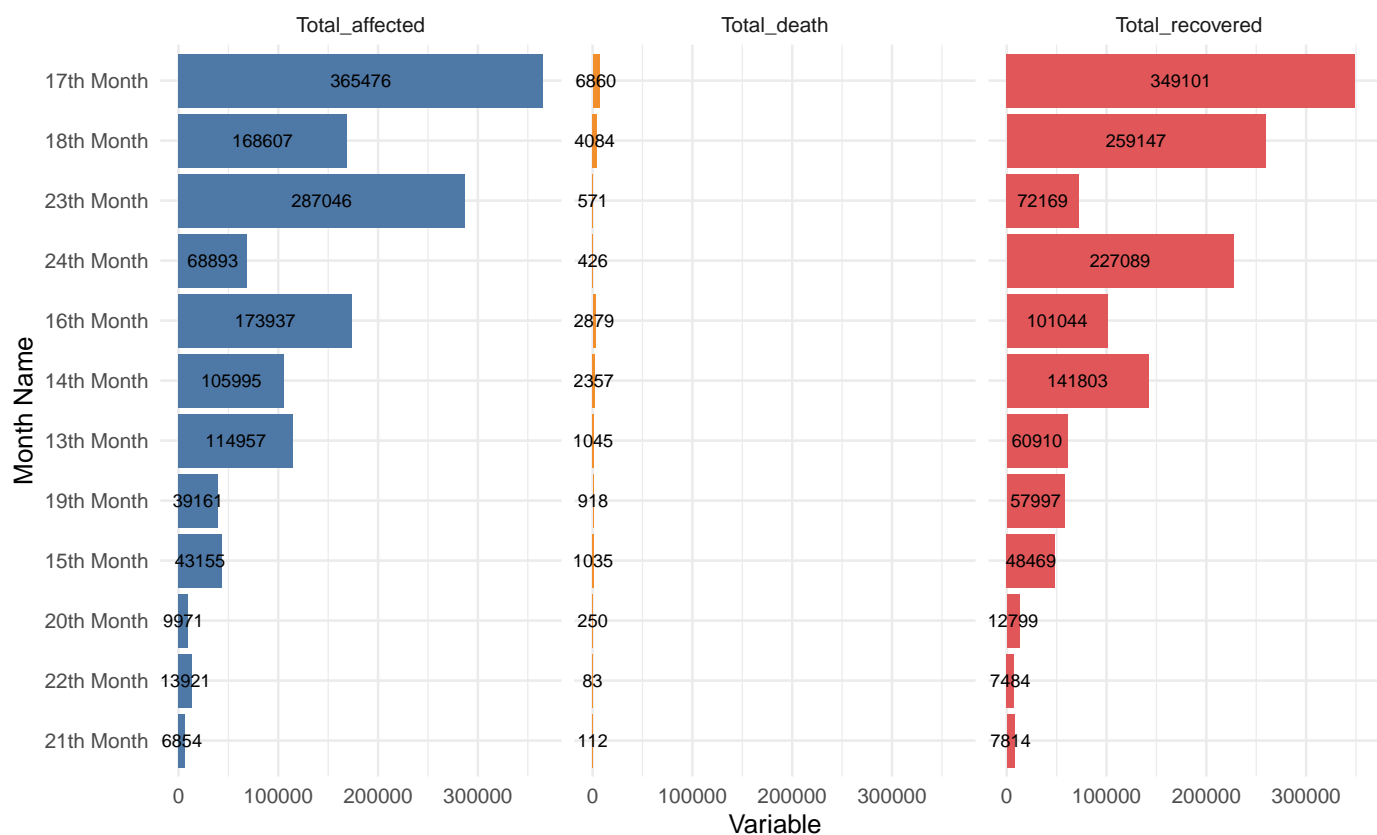 Total_affected Total_death Total_recovered
17th Month 365476 6860 349101
18th Month 168607 4084 259147
23th Month 287046 571 72169
24th Month 68893 426 227089
16th Month 173937 2879 101044
14th Month 105995 2357 141803
13th Month 114957 1045 60910
19th Month 39161 918 57997
15th Month 43155 1035 48469
20th Month 9971 250 12799
22th Month 13921 83 7484
21th Month 6854 112 7814
0 100000 200000 300000 0 100000 200000 300000 0 100000 200000 300000
Variable
Month Name